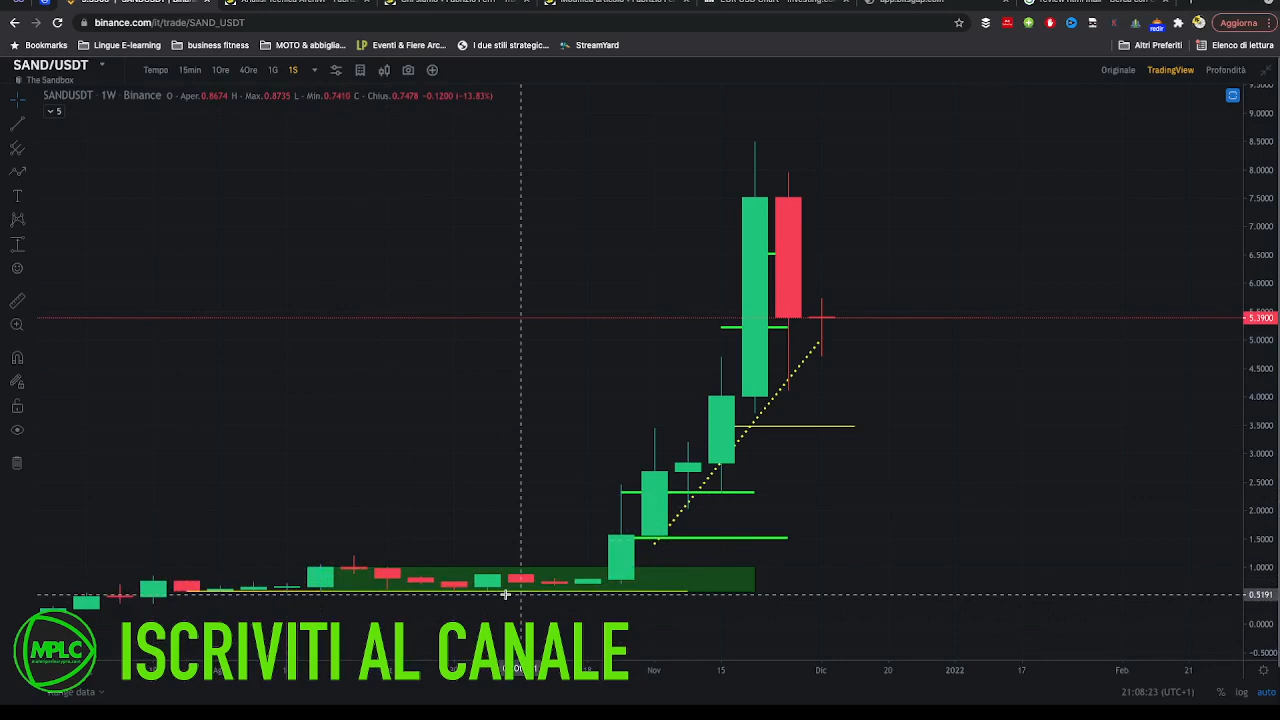 binance.com/it/trade/SAND_USDT
Aggiorna
Bookmarks Lingue E-learning business fitness MOTO & abbiglia... Eventi & Fiere Arc... I due stili strategic... StreamYard Altri Preferiti Elenco di lettura
SAND/USDT
The Sandbox
Tempo 15min 1Ore 4Ore 1G 1S
Originale TradingView Profondità
SANDUSDT · 1W · Binance O - Aper.0.8674 H - Max.0.8735 L - Min.0.7410 C - Chius.0.7478 -0.1200 (-13.83%)
5
9.0000
8.5000
8.0000
7.5000
7.0000
6.5000
6.0000
5.3900
5.0000
4.5000
4.0000
3.5000
3.0000
2.5000
2.0000
1.5000
1.0000
0.5191
0.0000
-0.5000
MPLC
ISCRIVITI AL CANALE
18 Nov 15 Dic 20 2022 17 Feb 21
Range data
21:08:23 (UTC+1) % log auto